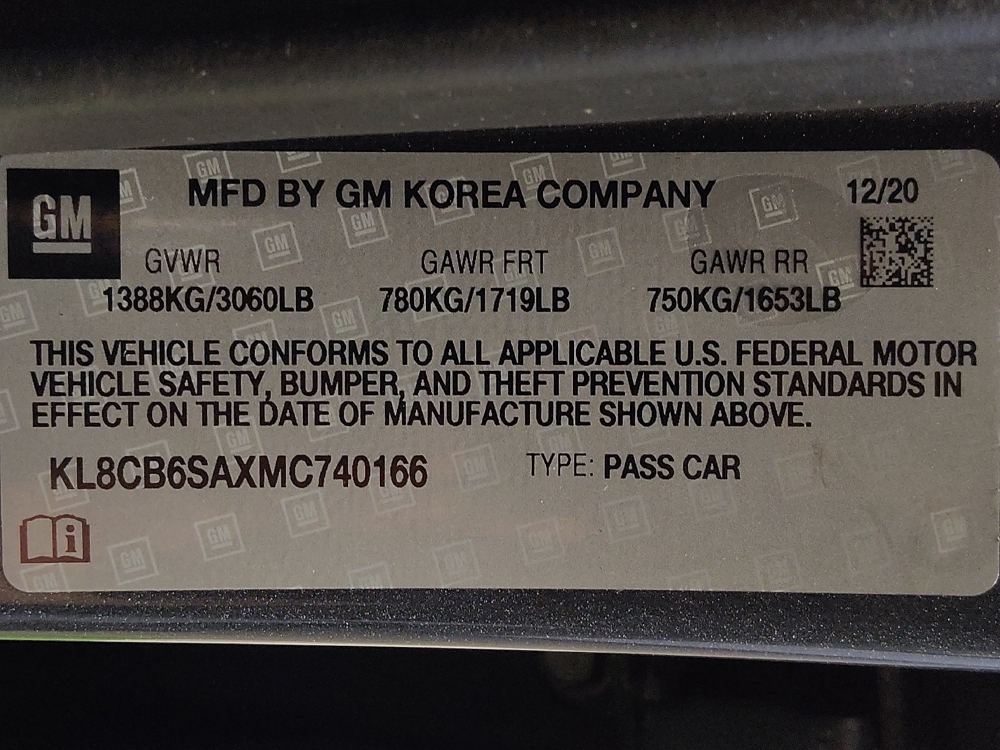 GM
MFD BY GM KOREA COMPANY 12/20
GVWR GAWR FRT GAWR RR
1388KG/3060LB 780KG/1719LB 750KG/1653LB
THIS VEHICLE CONFORMS TO ALL APPLICABLE U.S. FEDERAL MOTOR
VEHICLE SAFETY, BUMPER, AND THEFT PREVENTION STANDARDS IN
EFFECT ON THE DATE OF MANUFACTURE SHOWN ABOVE.
KL8CB6SAXMC740166 TYPE: PASS CAR